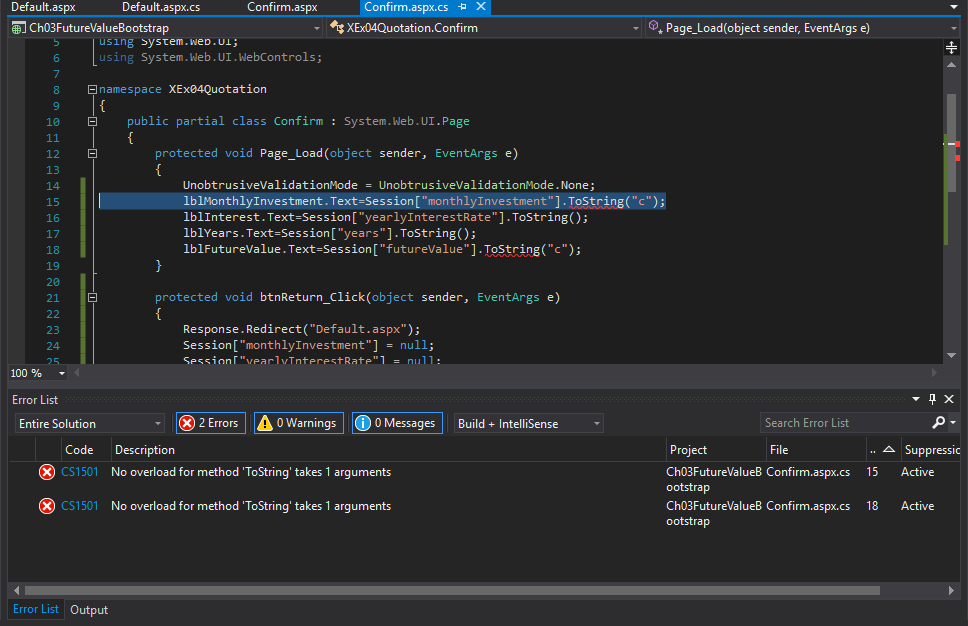 Default.aspx Default.aspx.cs Confirm.aspx Confirm.aspx.cs
Ch03FutureValueBootstrap XEx04Quotation.Confirm Page_Load(object sender, EventArgs e)
5 using System.Web.UI;
6 using System.Web.UI.WebControls;
7
8 namespace XEx04Quotation
9 {
10 public partial class Confirm : System.Web.UI.Page
11 {
12 protected void Page_Load(object sender, EventArgs e)
13 {
14 UnobtrusiveValidationMode = UnobtrusiveValidationMode.None;
15 lblMonthlyInvestment.Text=Session["monthlyInvestment"].ToString("c");
16 lblInterest.Text=Session["yearlyInterestRate"].ToString();
17 lblYears.Text=Session["years"].ToString();
18 lblFutureValue.Text=Session["futureValue"].ToString("c");
19 }
20
21 protected void btnReturn_Click(object sender, EventArgs e)
22 {
23 Response.Redirect("Default.aspx");
24 Session["monthlyInvestment"] = null;
25 Session["yearlyInterestRate"] = null;
100 %
Error List
Entire Solution 2 Errors 0 Warnings 0 Messages Build + IntelliSense Search Error List
Code Description Project File .. Suppressio
CS1501 No overload for method 'ToString' takes 1 arguments Ch03FutureValueB Confirm.aspx.cs 15 Active
ootstrap
CS1501 No overload for method 'ToString' takes 1 arguments Ch03FutureValueB Confirm.aspx.cs 18 Active
ootstrap
Error List Output